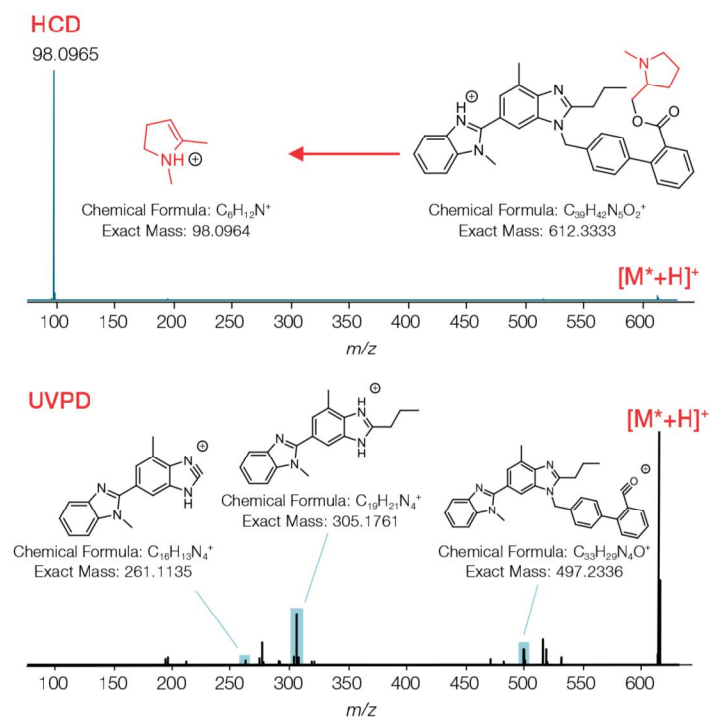 HCD
98.0965
N
N
H
N
N
N
N
O
O
NH
Chemical Formula: C₆H₁₂N⁺
Exact Mass: 98.0964
Chemical Formula: C₃₉H₄₂N₅O₂⁺
Exact Mass: 612.3333
[M*+H]⁺
100 150 200 250 300 350 400 450 500 550 600
m/z
UVPD
[M*+H]⁺
H
N
N
N
N
H
Chemical Formula: C₁₉H₂₁N₄⁺
Exact Mass: 305.1761
N
N
N
N
H
Chemical Formula: C₁₆H₁₃N₄⁺
Exact Mass: 261.1135
N
N
N
N
O
Chemical Formula: C₃₃H₂₉N₄O⁺
Exact Mass: 497.2336
100 150 200 250 300 350 400 450 500 550 600
m/z